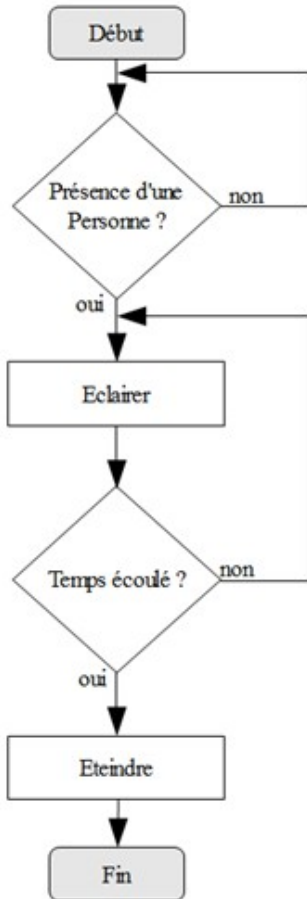 Début
Présence d'une
Personne ?
non
oui
Eclairer
Temps écoulé ?
non
oui
Eteindre
Fin